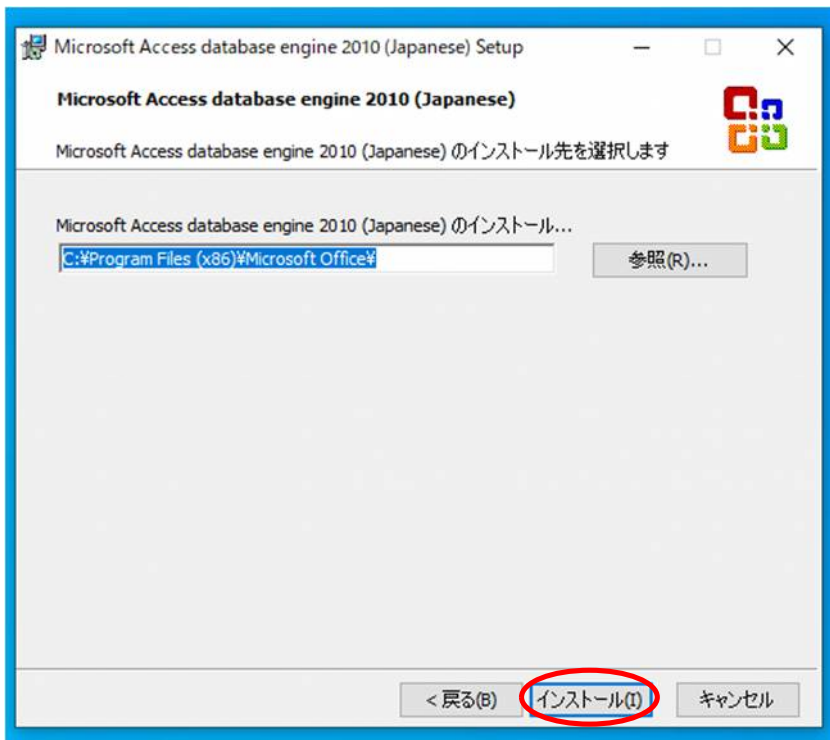 Microsoft Access database engine 2010 (Japanese) Setup
Microsoft Access database engine 2010 (Japanese)
Microsoft Access database engine 2010 (Japanese) のインストール先を選択します
Microsoft Access database engine 2010 (Japanese) のインストール...
C:¥Program Files (x86)¥Microsoft Office¥
参照(R)...
< 戻る(B)
インストール(I)
キャンセル